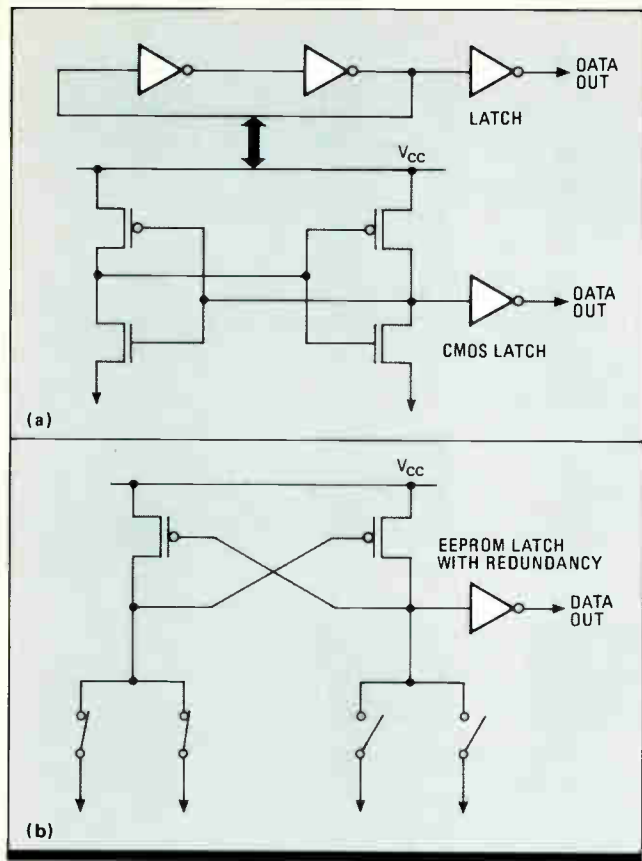 DATA
OUT
LATCH
VCC
DATA
OUT
CMOS LATCH
(a)
VCC
EEPROM LATCH
WITH REDUNDANCY
DATA
OUT
(b)